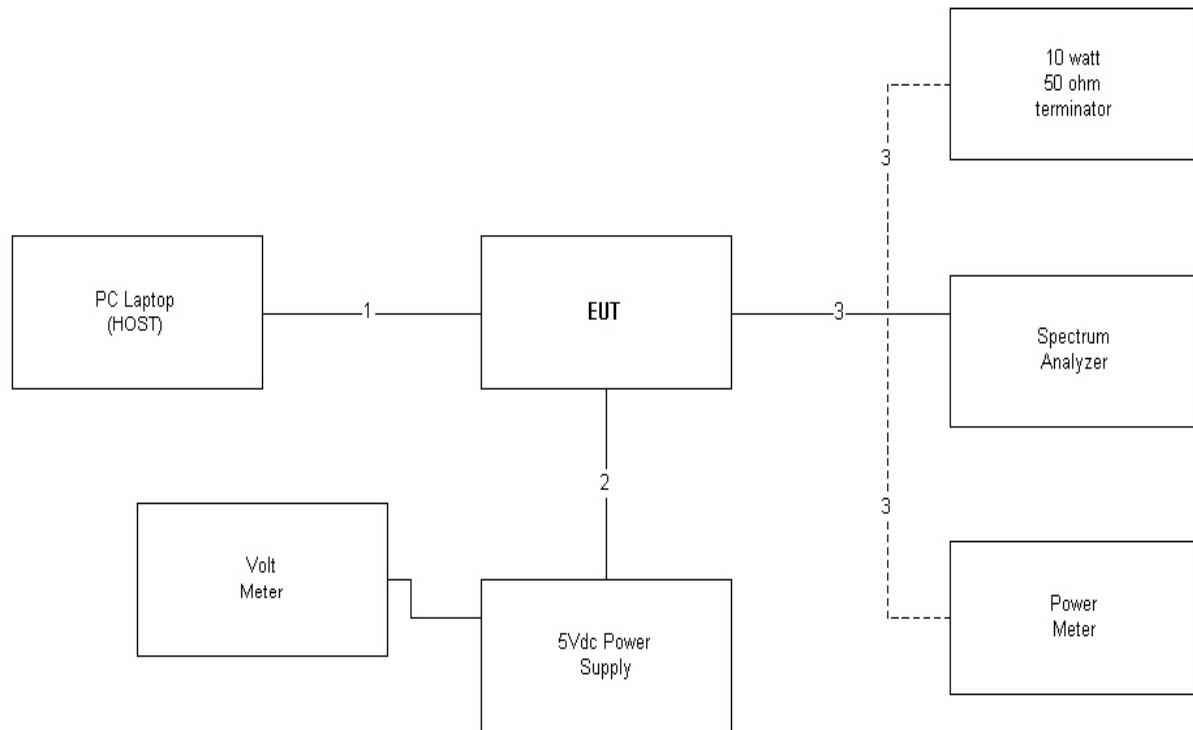 10 watt
50 ohm
terminator
3
PC Laptop
(HOST)
1
EUT
3
Spectrum
Analyzer
2
3
Volt
Meter
5Vdc Power
Supply
Power
Meter